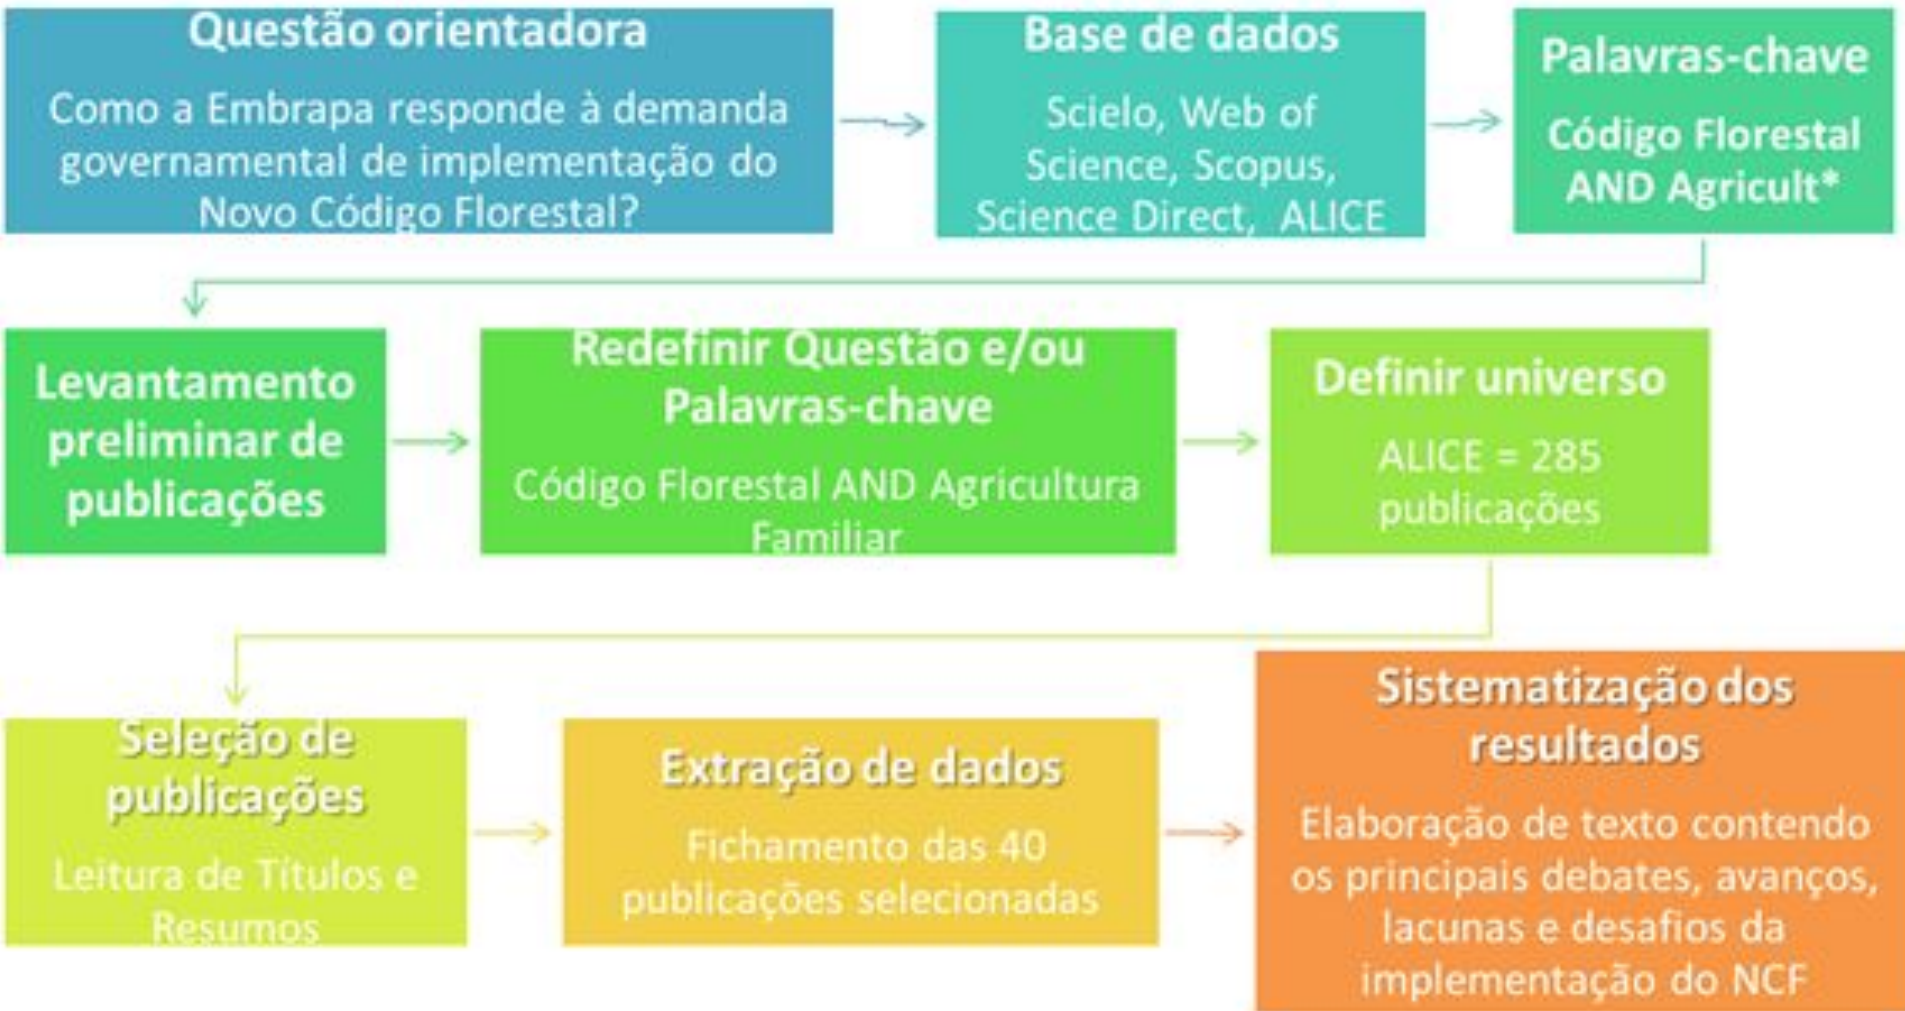 Questão orientadora
Como a Embrapa responde à demanda
governamental de implementação do
Novo Código Florestal?
Base de dados
Scielo, Web of
Science, Scopus,
Science Direct, ALICE
Palavras-chave
Código Florestal
AND Agricult*
Levantamento
preliminar de
publicações
Redefinir Questão e/ou
Palavras-chave
Código Florestal AND Agricultura
Familiar
Definir universo
ALICE = 285
publicações
Seleção de
publicações
Leitura de Títulos e
Resumos
Extração de dados
Fichamento das 40
publicações selecionadas
Sistematização dos
resultados
Elaboração de texto contendo
os principais debates, avanços,
lacunas e desafios da
implementação do NCF